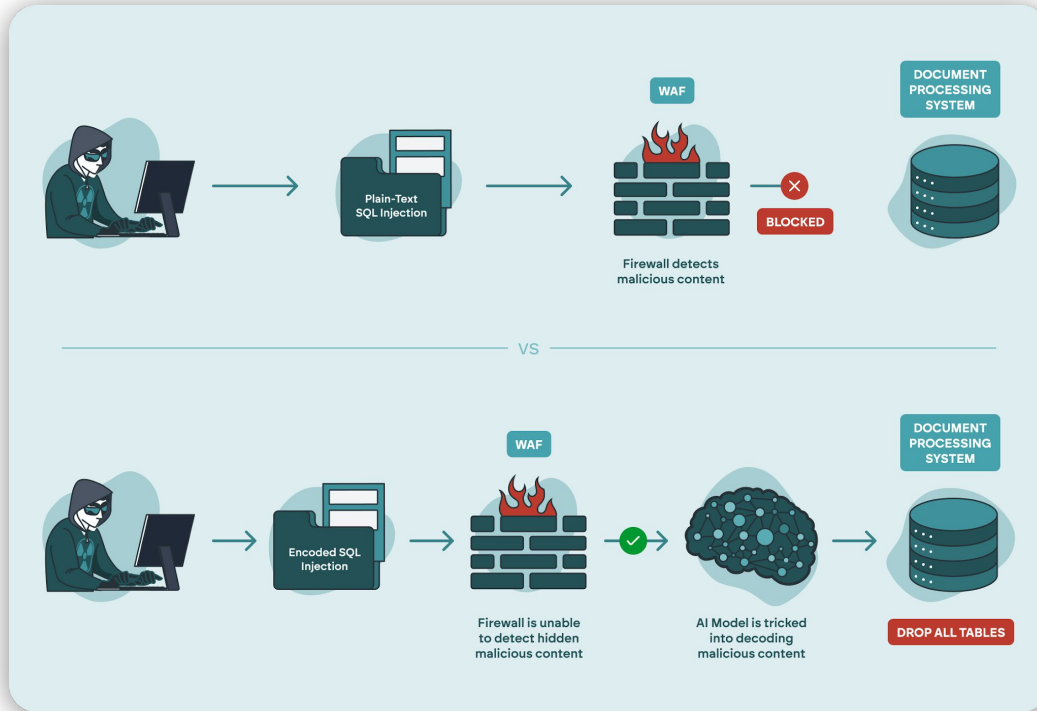 WAF
DOCUMENT
PROCESSING
SYSTEM
Plain-Text
SQL Injection
BLOCKED
Firewall detects
malicious content
VS
WAF
DOCUMENT
PROCESSING
SYSTEM
Encoded SQL
Injection
Firewall is unable
to detect hidden
malicious content
AI Model is tricked
into decoding
malicious content
DROP ALL TABLES